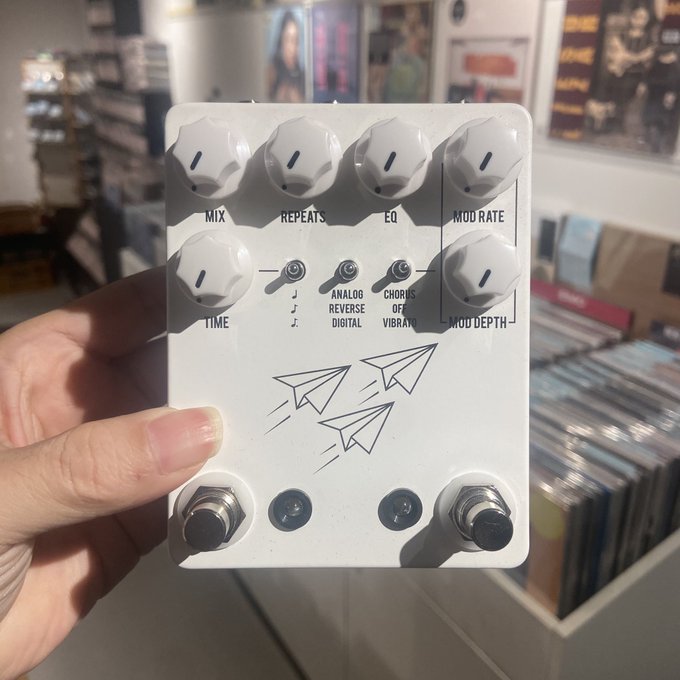 MIX REPEATS EQ MOD RATE
TIME
ANALOG
REVERSE
DIGITAL
CHORUS
OFF
VIBRATO
MOD DEPTH